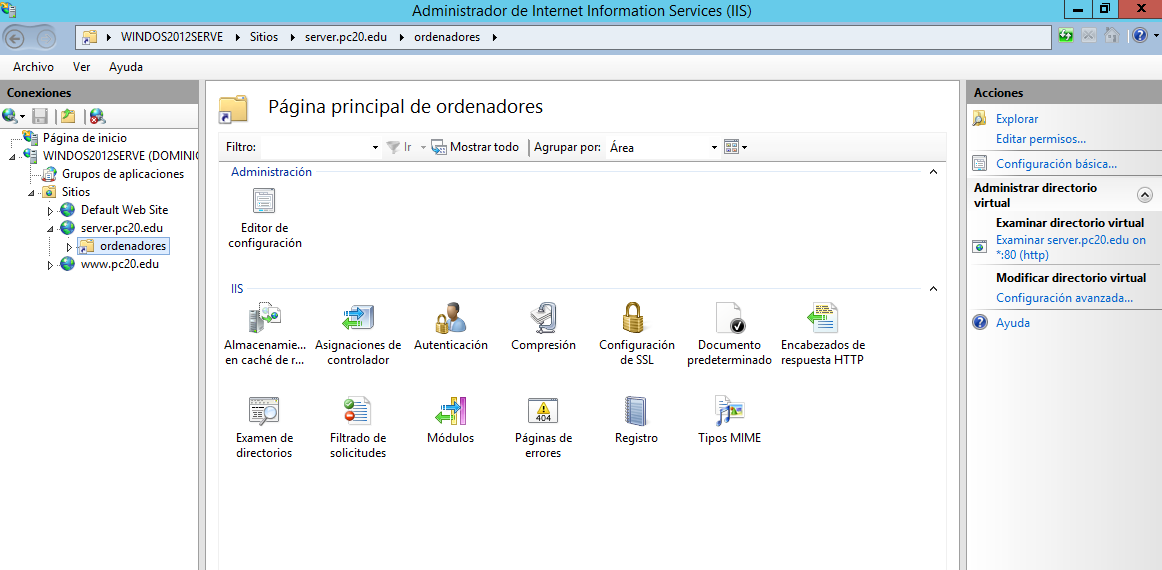 Administrador de Internet Information Services (IIS)
WINDOS2012SERVE
Sitios
server.pc20.edu
ordenadores
Archivo
Ver
Ayuda
Conexiones
Página de inicio
WINDOS2012SERVE (DOMINIO
Grupos de aplicaciones
Sitios
Default Web Site
server.pc20.edu
ordenadores
www.pc20.edu
Página principal de ordenadores
Filtro:
Ir
Mostrar todo
Agrupar por:
Área
Administración
Editor de
configuración
IIS
Almacenamie...
en caché de r...
Asignaciones de
controlador
Autenticación
Compresión
Configuración
de SSL
Documento
predeterminado
Encabezados de
respuesta HTTP
Examen de
directorios
Filtrado de
solicitudes
Módulos
404
Páginas de
errores
Registro
Tipos MIME
Acciones
Explorar
Editar permisos...
Configuración básica...
Administrar directorio
virtual
Examinar directorio virtual
Examinar server.pc20.edu en
*:80 (http)
Modificar directorio virtual
Configuración avanzada...
Ayuda